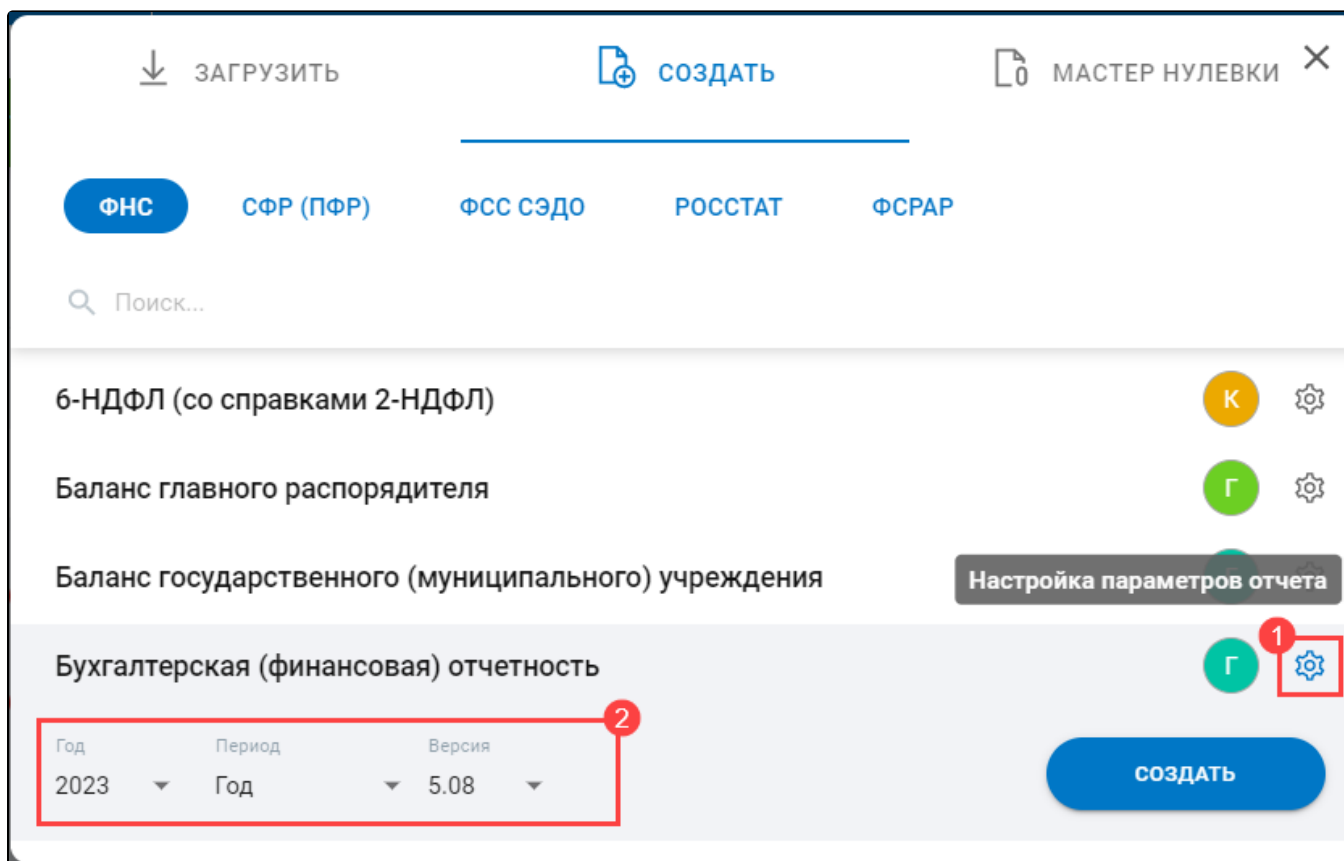 ЗАГРУЗИТЬ СОЗДАТЬ МАСТЕР НУЛЕВКИ
ФНС СФР (ПФР) ФСС СЭДО РОССТАТ ФСРАР
Поиск...
6-НДФЛ (со справками 2-НДФЛ) К
Баланс главного распорядителя Г
Баланс государственного (муниципального) учреждения Настройка параметров отчета
1
Бухгалтерская (финансовая) отчетность Г
2
Год Период Версия
2023 Год 5.08 СОЗДАТЬ